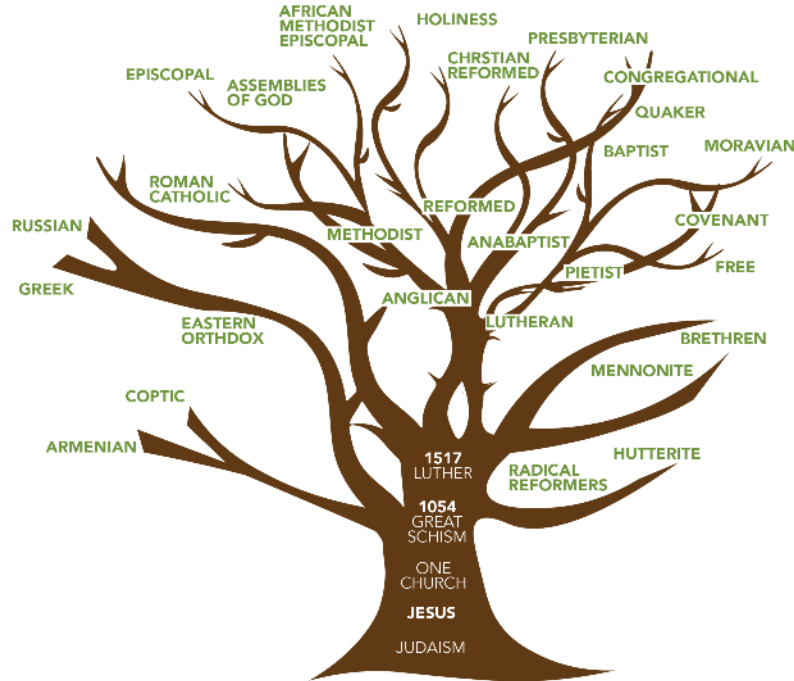 AFRICAN
METHODIST
EPISCOPAL
HOLINESS
PRESBYTERIAN
EPISCOPAL
ASSEMBLIES
OF GOD
CHRSTIAN
REFORMED
CONGREGATIONAL
QUAKER
BAPTIST
MORAVIAN
ROMAN
CATHOLIC
RUSSIAN
METHODIST
REFORMED
ANABAPTIST
COVENANT
GREEK
ANGLICAN
PIETIST
FREE
EASTERN
ORTHDOX
LUTHERAN
BRETHREN
MENNONITE
COPTIC
ARMENIAN
1517
LUTHER
RADICAL
REFORMERS
HUTTERITE
1054
GREAT
SCHISM
ONE
CHURCH
JESUS
JUDAISM